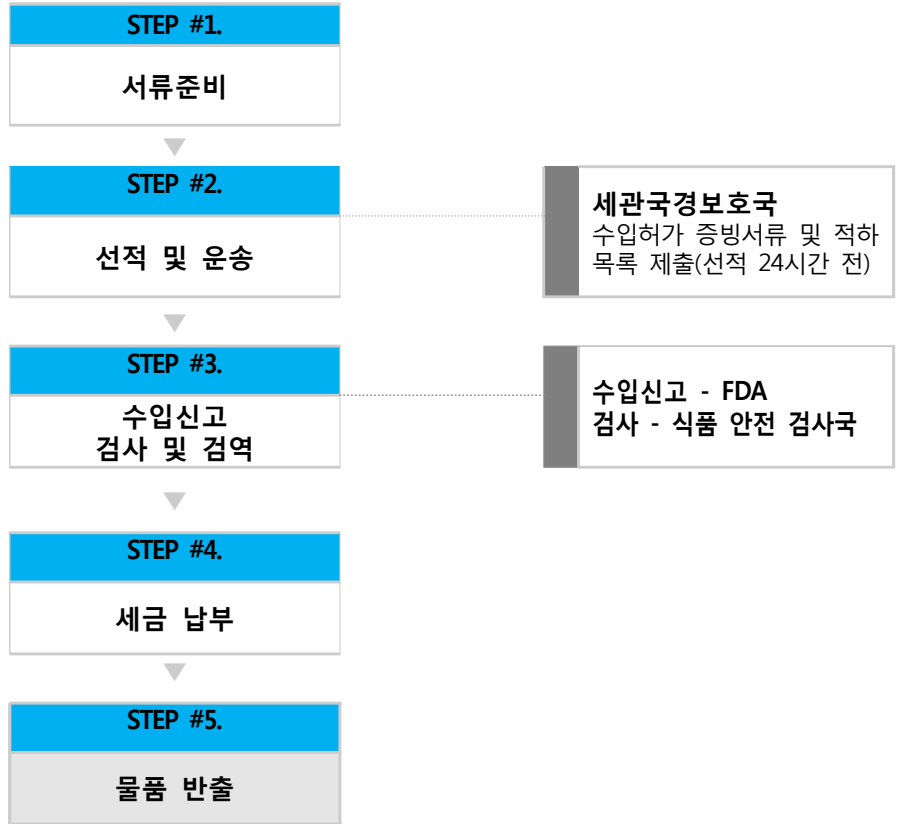 STEP #1.
서류준비
STEP #2.
선적 및 운송
세관국경보호국
수입허가 증빙서류 및 적하
목록 제출(선적 24시간 전)
STEP #3.
수입신고
검사 및 검역
수입신고 - FDA
검사 - 식품 안전 검사국
STEP #4.
세금 납부
STEP #5.
물품 반출